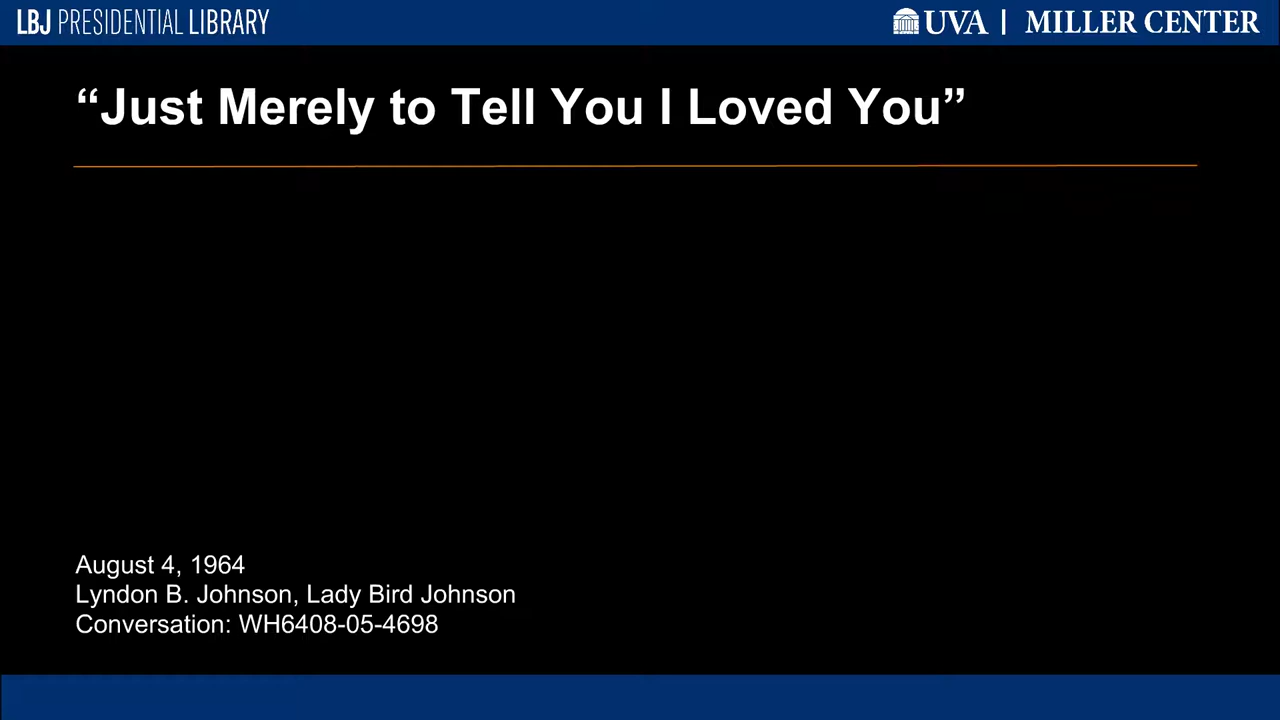 LBJ PRESIDENTIAL LIBRARY
UVA | MILLER CENTER
“Just Merely to Tell You I Loved You”
August 4, 1964
Lyndon B. Johnson, Lady Bird Johnson
Conversation: WH6408-05-4698